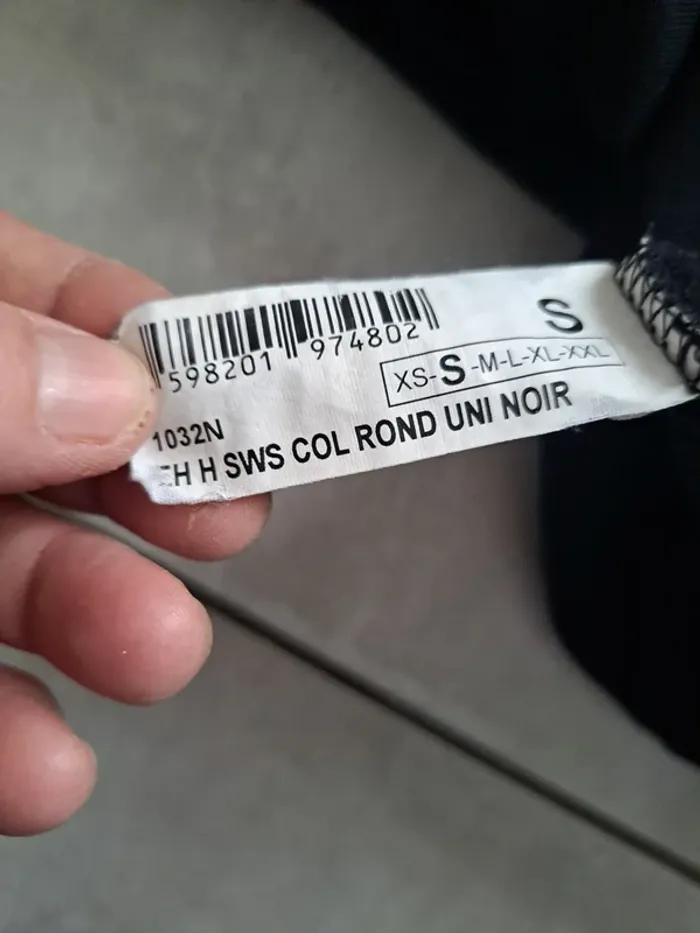 598201 974802
S
XS-S-M-L-XL-XXL
1032N
H H SWS COL ROND UNI NOIR